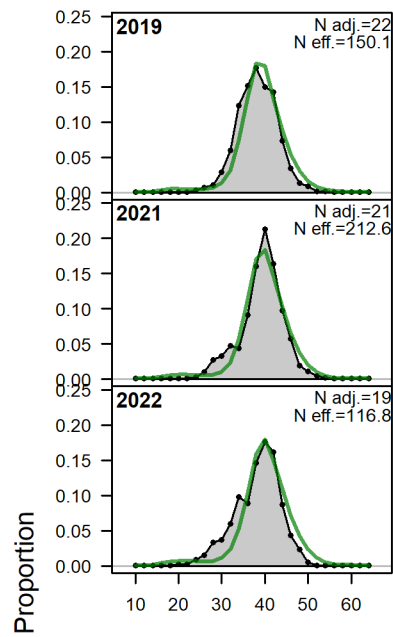 0.25
2019
N adj.=22
N eff.=150.1
0.20
0.15
0.10
0.05
0.00
0.25
2021
N adj.=21
N eff.=212.6
0.20
0.15
0.10
0.05
0.00
0.25
2022
N adj.=19
N eff.=116.8
0.20
0.15
0.10
0.05
0.00
10 20 30 40 50 60
Proportion